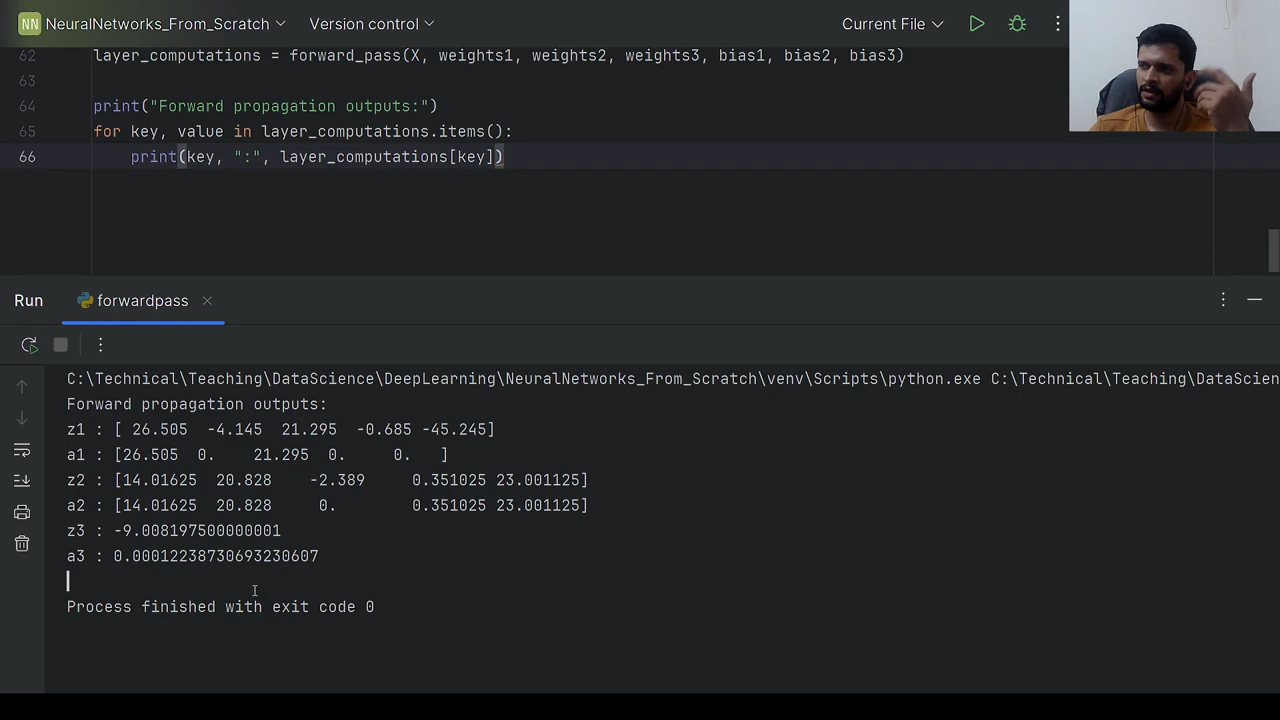 NN NeuralNetworks_From_Scratch Version control Current File
62 layer_computations = forward_pass(X, weights1, weights2, weights3, bias1, bias2, bias3)
63
64 print("Forward propagation outputs:")
65 for key, value in layer_computations.items():
66 print(key, ":", layer_computations[key])
Run forwardpass
C:\Technical\Teaching\DataScience\DeepLearning\NeuralNetworks_From_Scratch\venv\Scripts\python.exe C:\Technical\Teaching\DataScien
Forward propagation outputs:
z1 : [ 26.505 -4.145 21.295 -0.685 -45.245]
a1 : [26.505 0. 21.295 0. 0. ]
z2 : [14.01625 20.828 -2.389 0.351025 23.001125]
a2 : [14.01625 20.828 0. 0.351025 23.001125]
z3 : -9.008197500000001
a3 : 0.00012238730693230607
Process finished with exit code 0